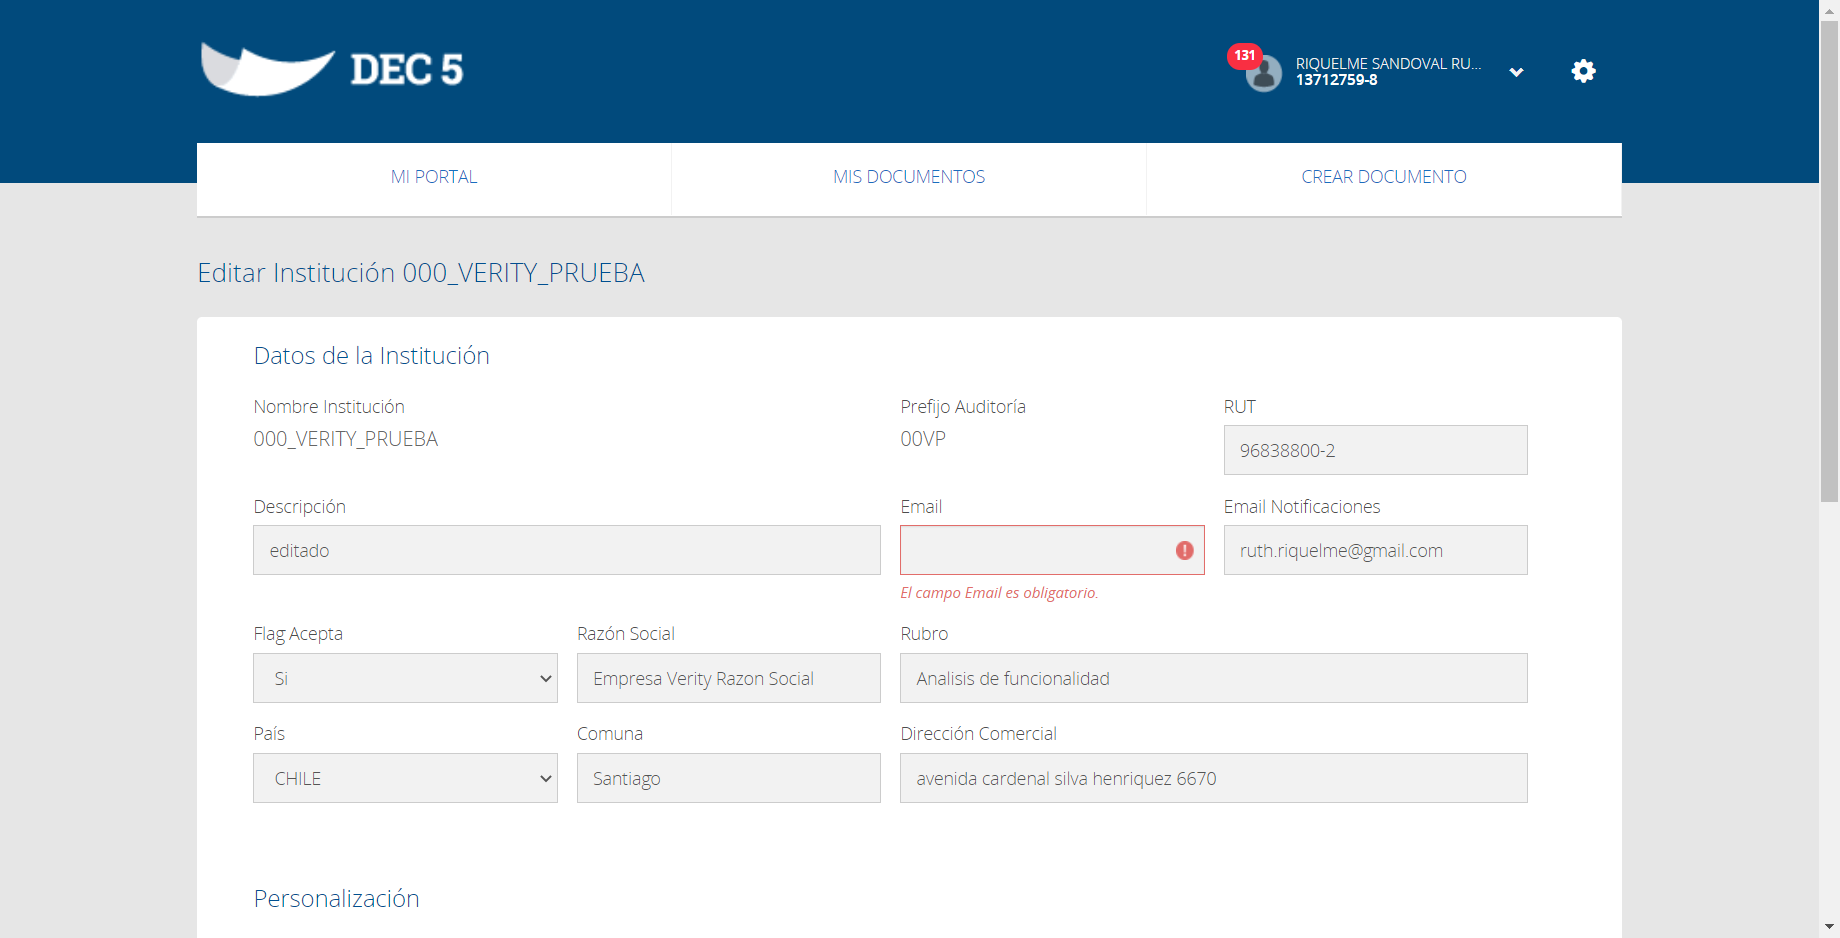 DEC 5
131
RIQUELME SANDOVAL RU...
13712759-8
MI PORTAL
MIS DOCUMENTOS
CREAR DOCUMENTO
Editar Institución 000_VERITY_PRUEBA
Datos de la Institución
Nombre Institución
Prefijo Auditoría
RUT
000_VERITY_PRUEBA
00VP
96838800-2
Descripción
Email
Email Notificaciones
editado
ruth.riquelme@gmail.com
El campo Email es obligatorio.
Flag Acepta
Razón Social
Rubro
Si
Empresa Verity Razon Social
Analisis de funcionalidad
País
Comuna
Dirección Comercial
CHILE
Santiago
avenida cardenal silva henriquez 6670
Personalización